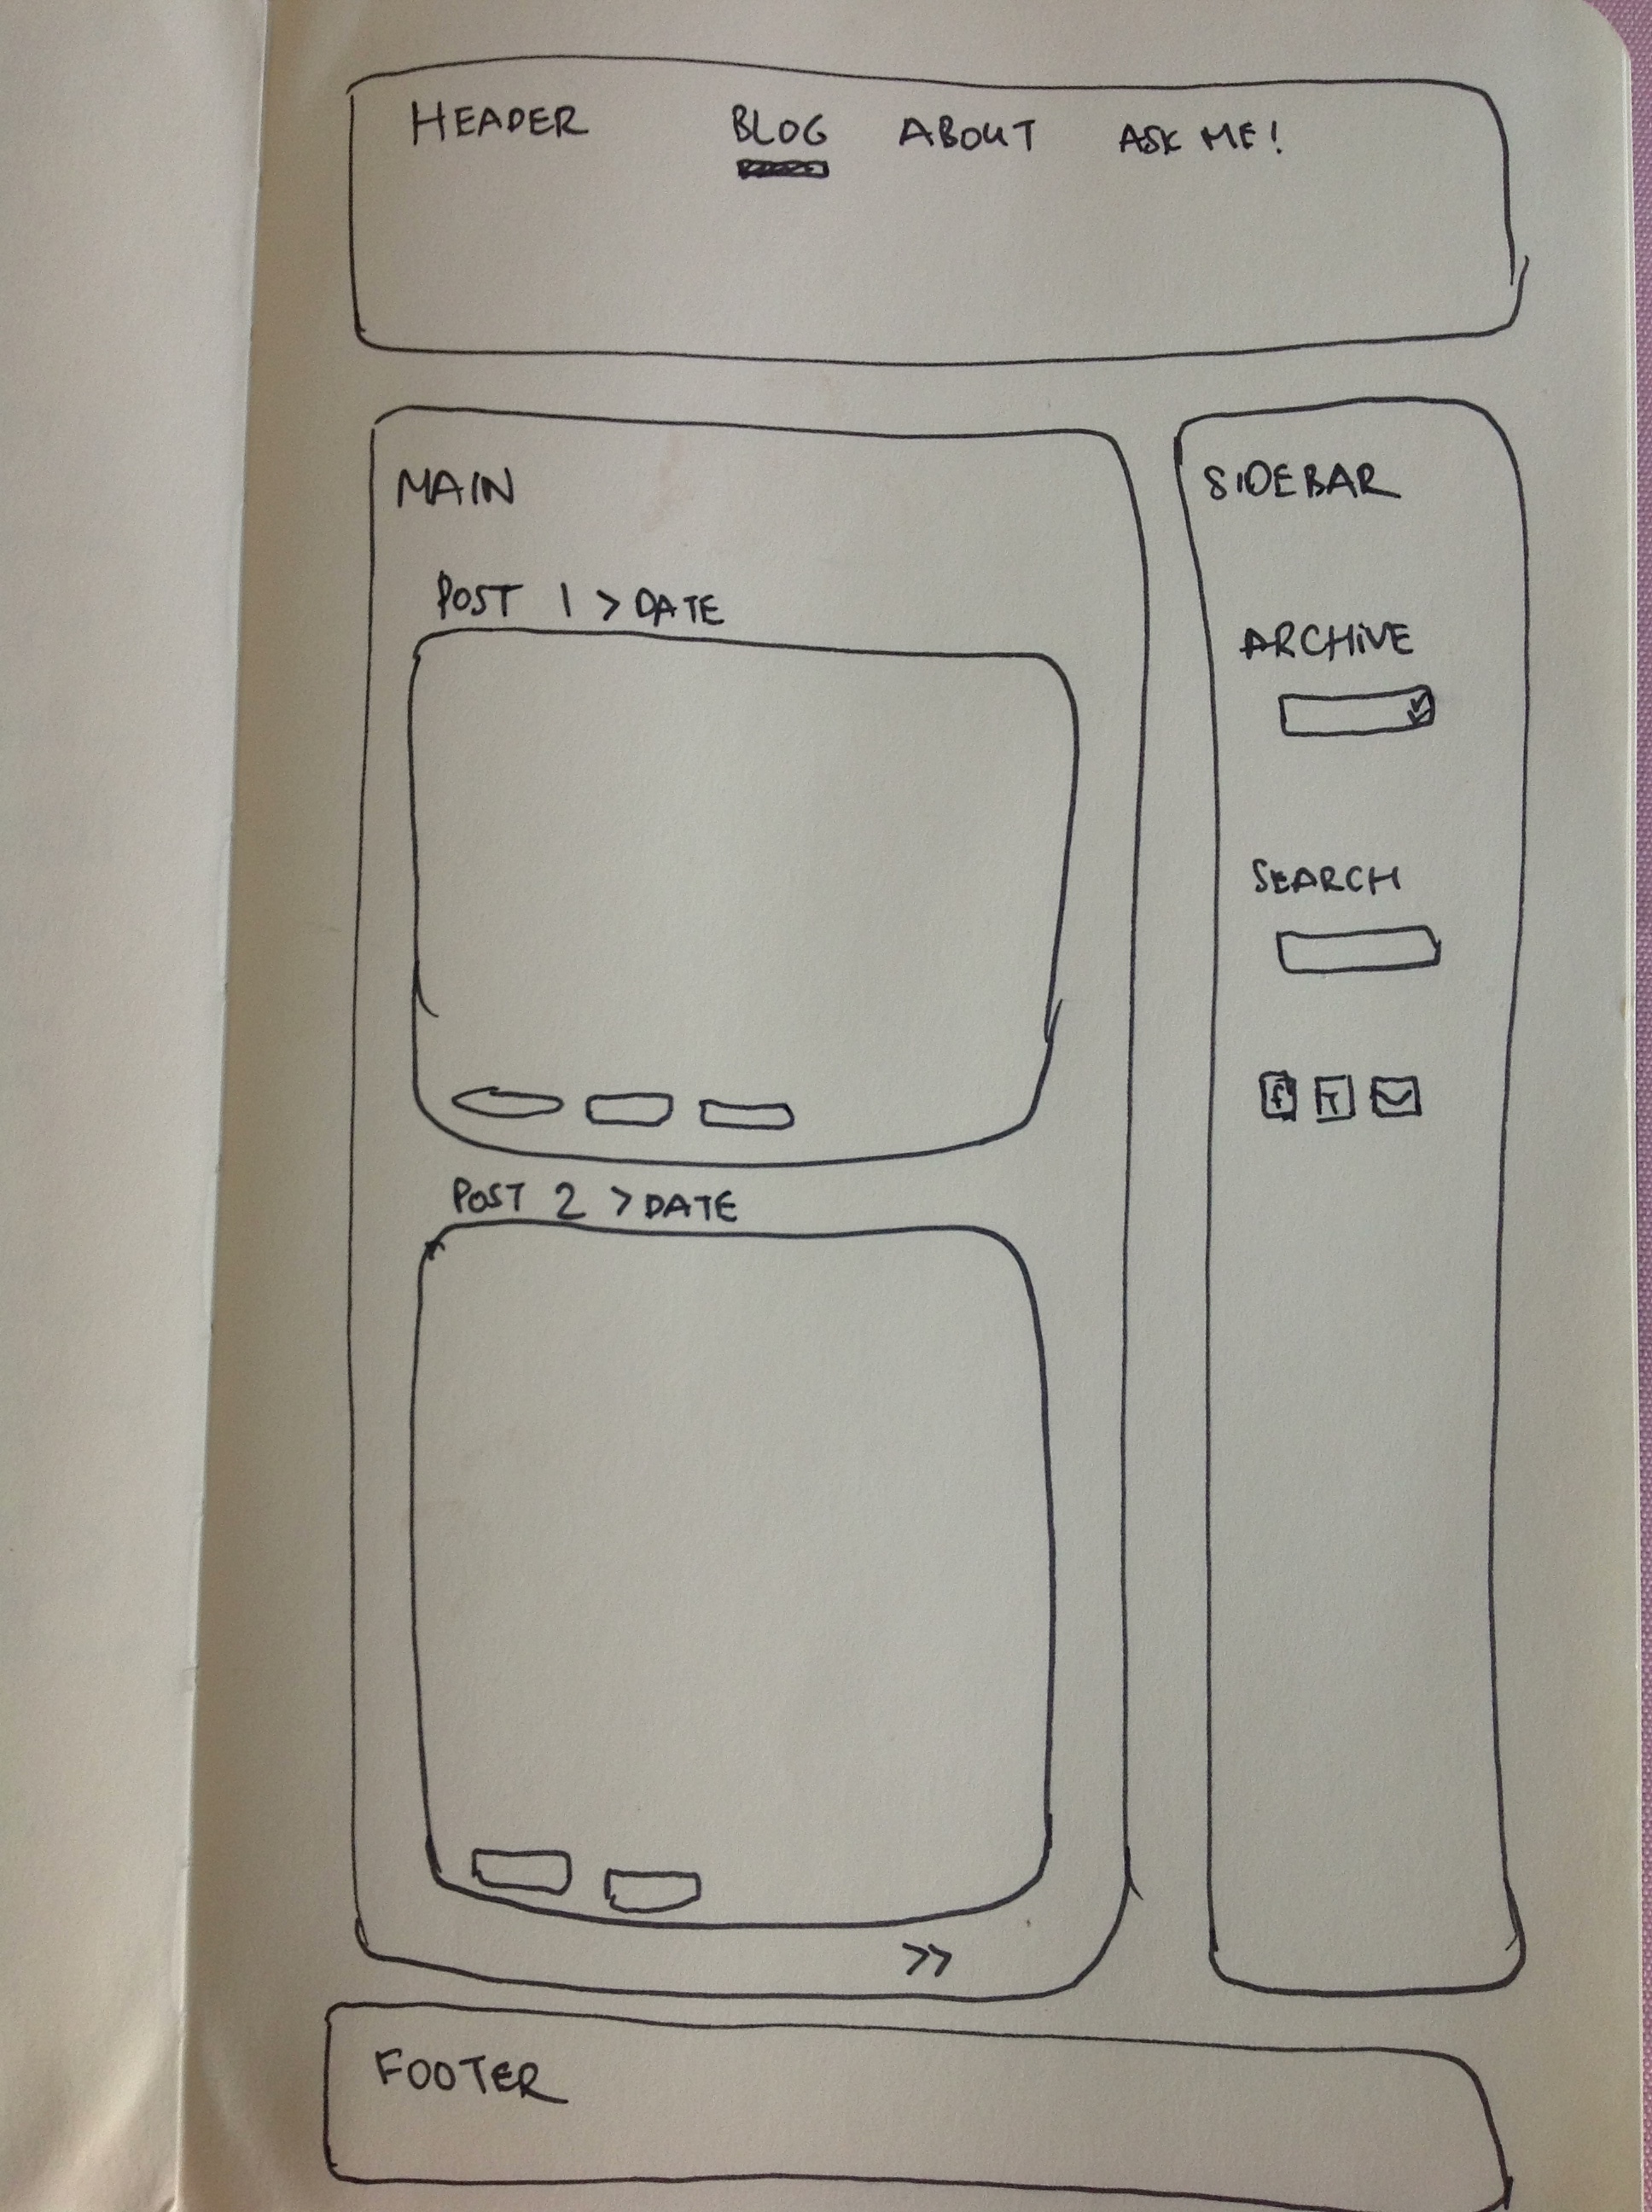 HEADER BLOG ABOUT ASK ME!
MAIN
POST 1 > DATE
POST 2 > DATE
>>
SIDEBAR
ARCHIVE
SEARCH
f T
FOOTER